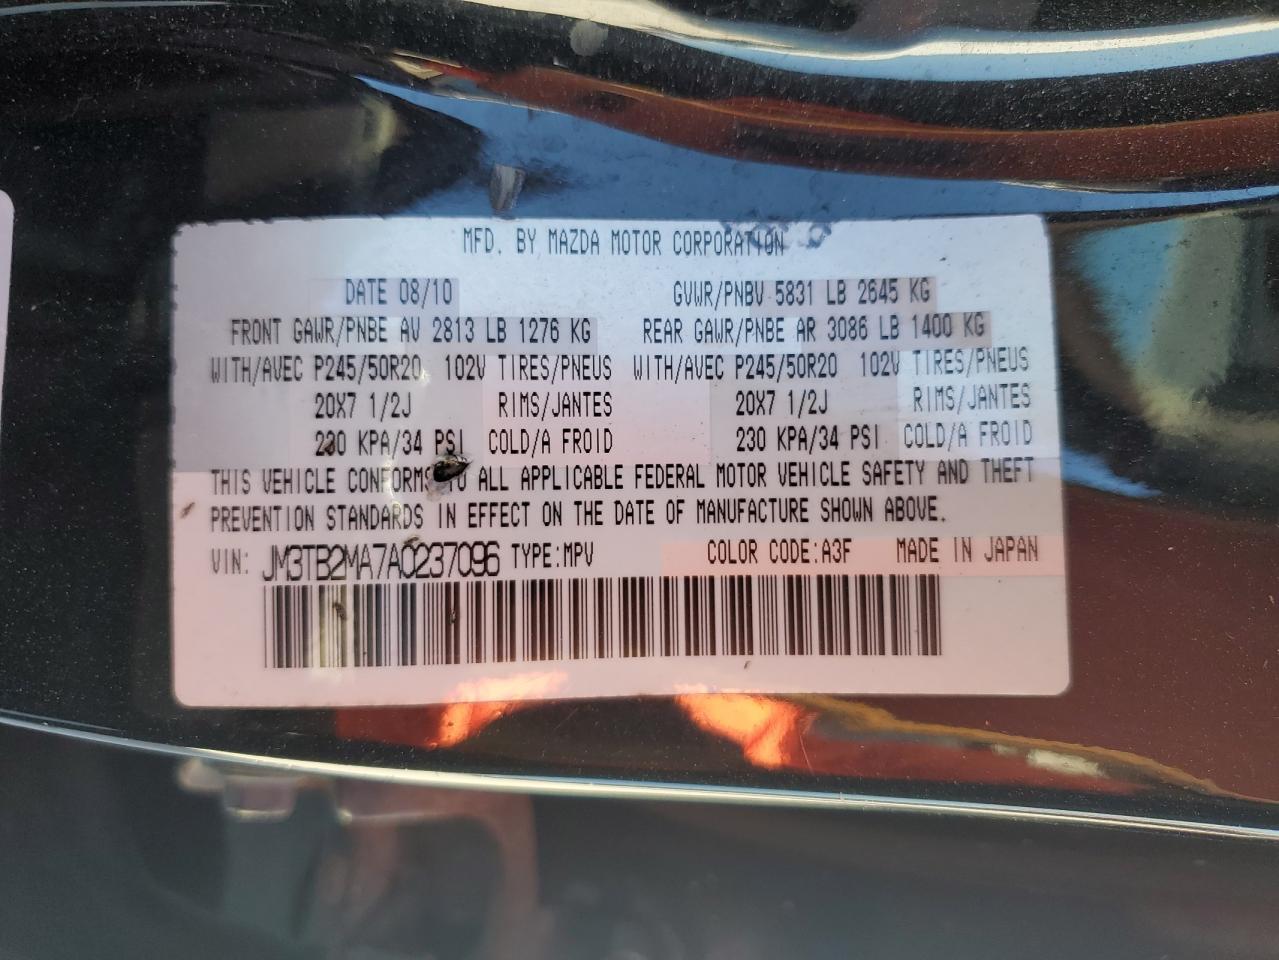 MFD. BY MAZDA MOTOR CORPORATION
DATE 08/10 GVWR/PNBV 5831 LB 2645 KG
FRONT GAWR/PNBE AV 2813 LB 1276 KG REAR GAWR/PNBE AR 3086 LB 1400 KG
WITH/AVEC P245/50R20 102V TIRES/PNEUS WITH/AVEC P245/50R20 102V TIRES/PNEUS
20X7 1/2J RIMS/JANTES 20X7 1/2J RIMS/JANTES
230 KPA/34 PSI COLD/A FROID 230 KPA/34 PSI COLD/A FROID
THIS VEHICLE CONFORMS TO ALL APPLICABLE FEDERAL MOTOR VEHICLE SAFETY AND THEFT
PREVENTION STANDARDS IN EFFECT ON THE DATE OF MANUFACTURE SHOWN ABOVE.
VIN: JM3TB2MA7A0237096 TYPE:MPV COLOR CODE:A3F MADE IN JAPAN